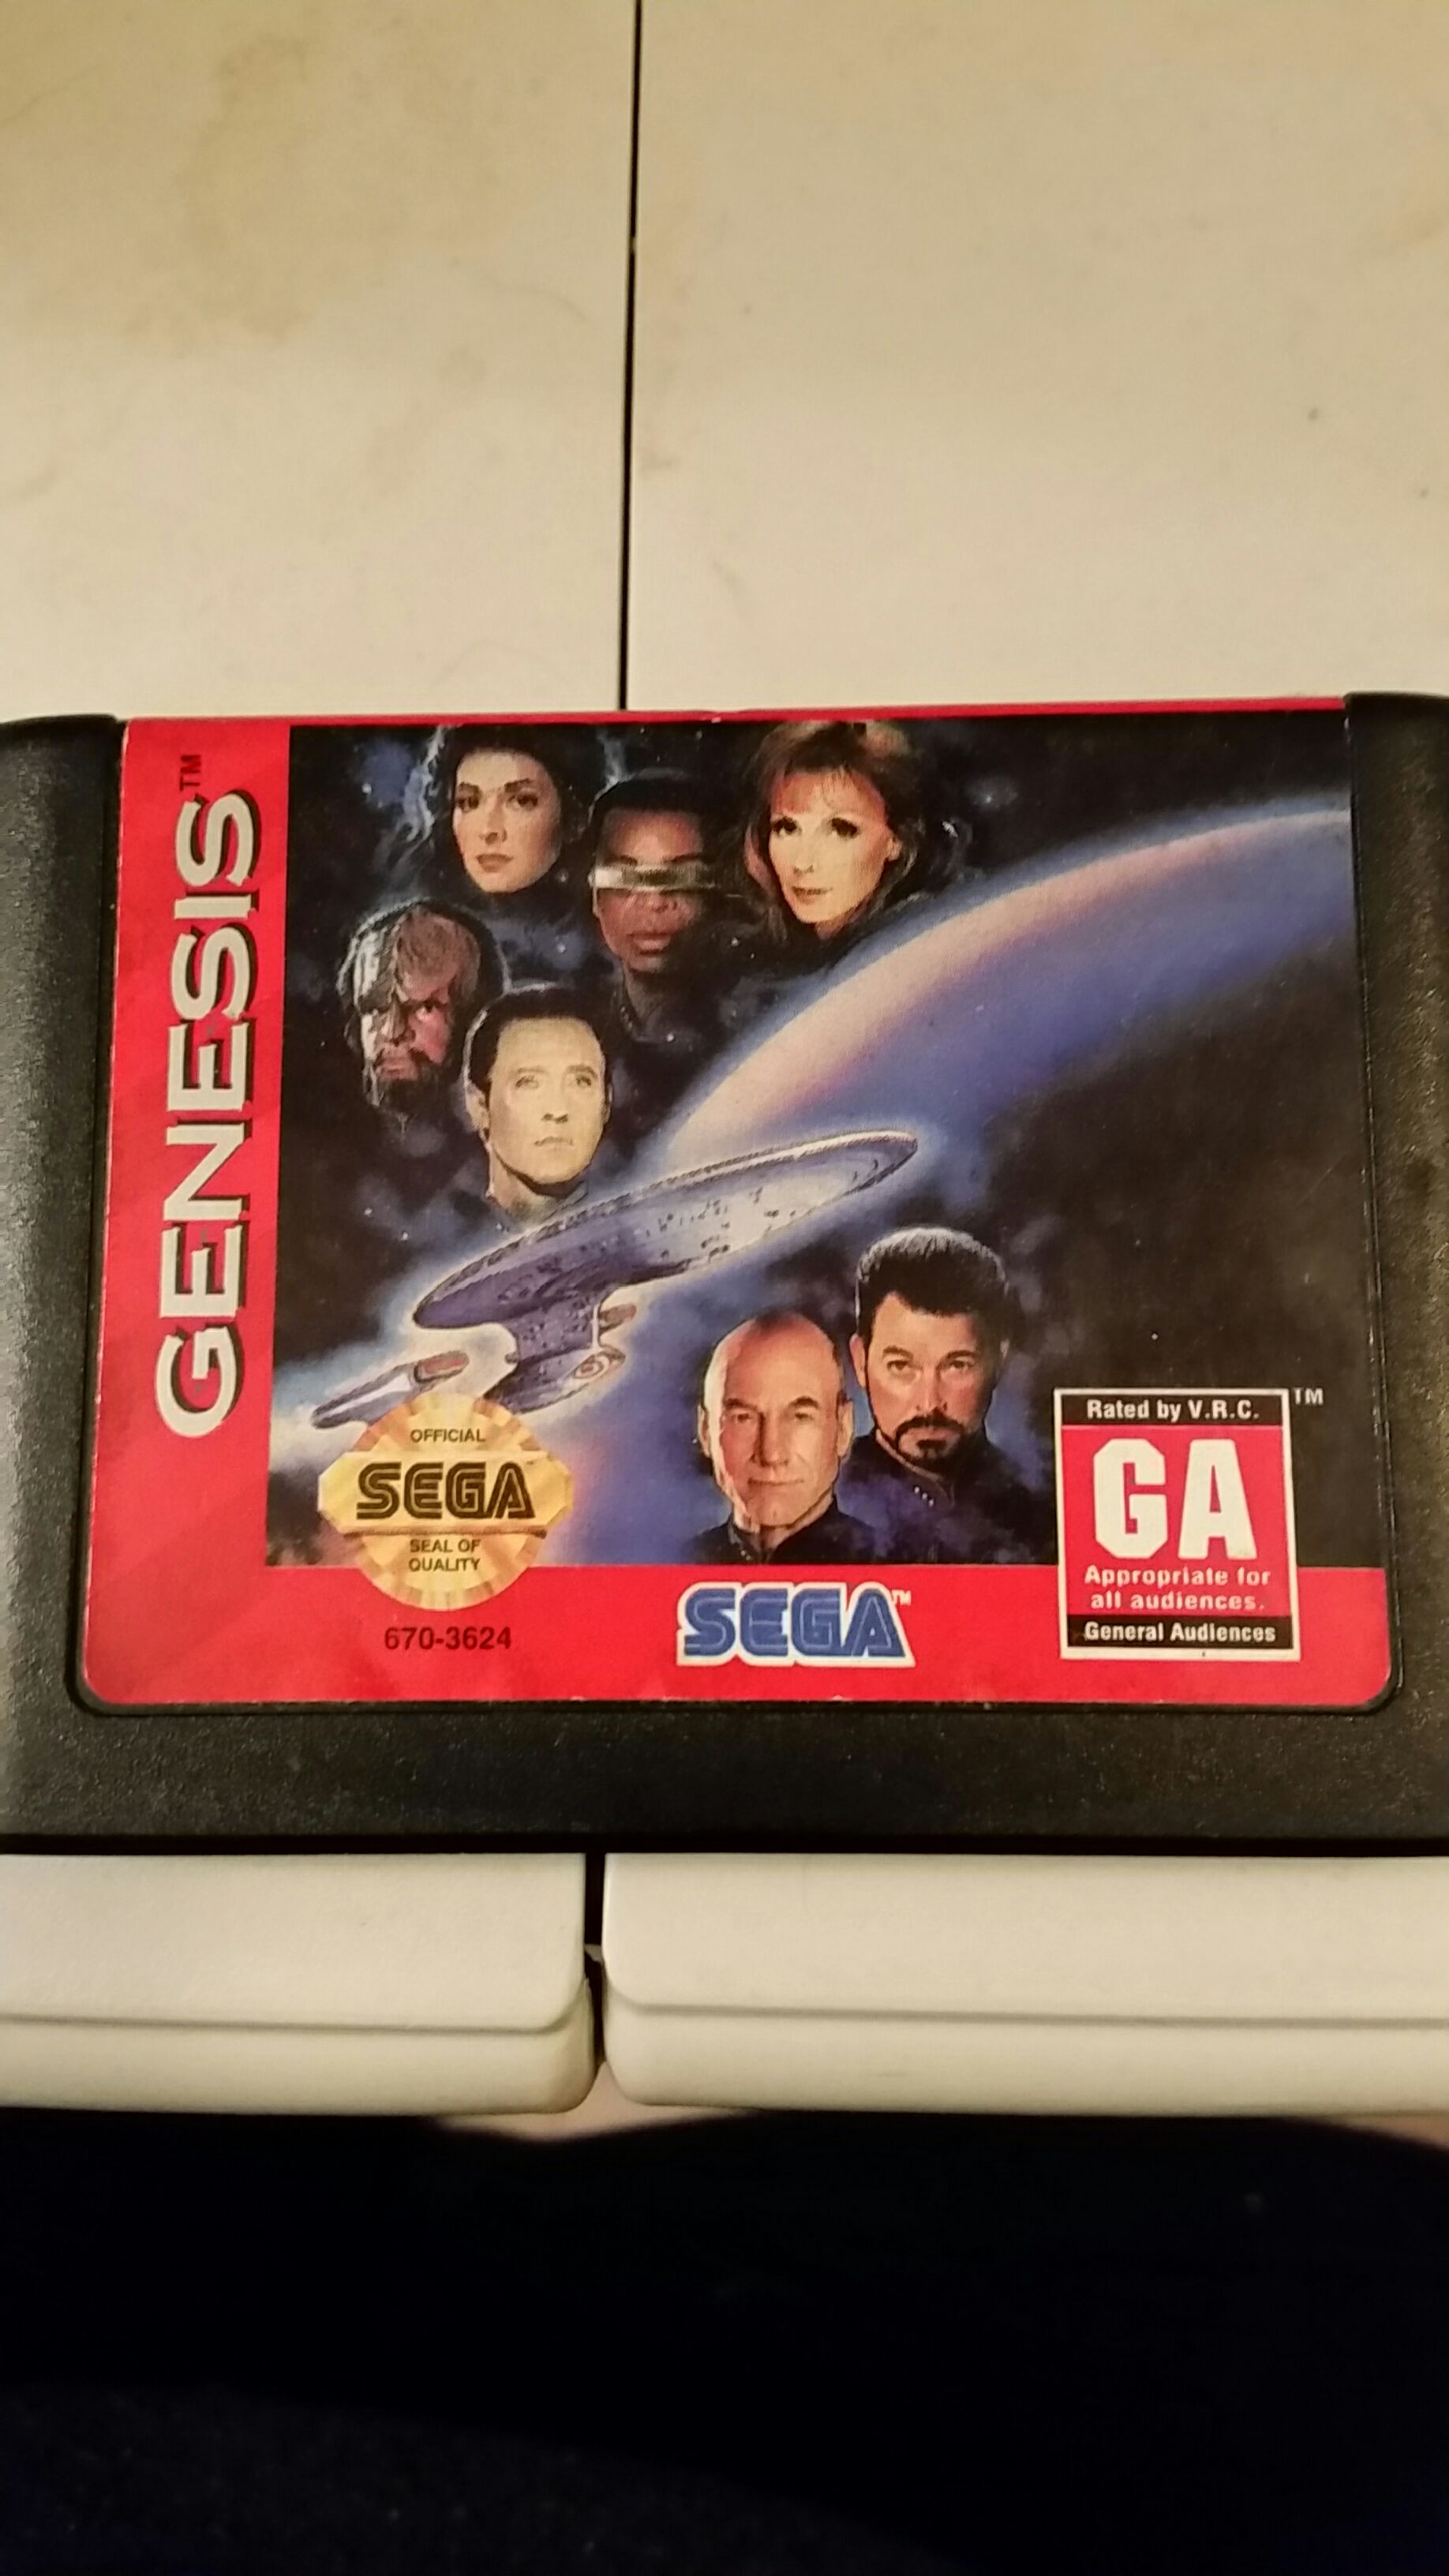 GENESIS™
OFFICIAL
SEGA
SEAL OF
QUALITY
670-3624
SEGA™
Rated by V.R.C. ™
GA
Appropriate for
all audiences.
General Audiences